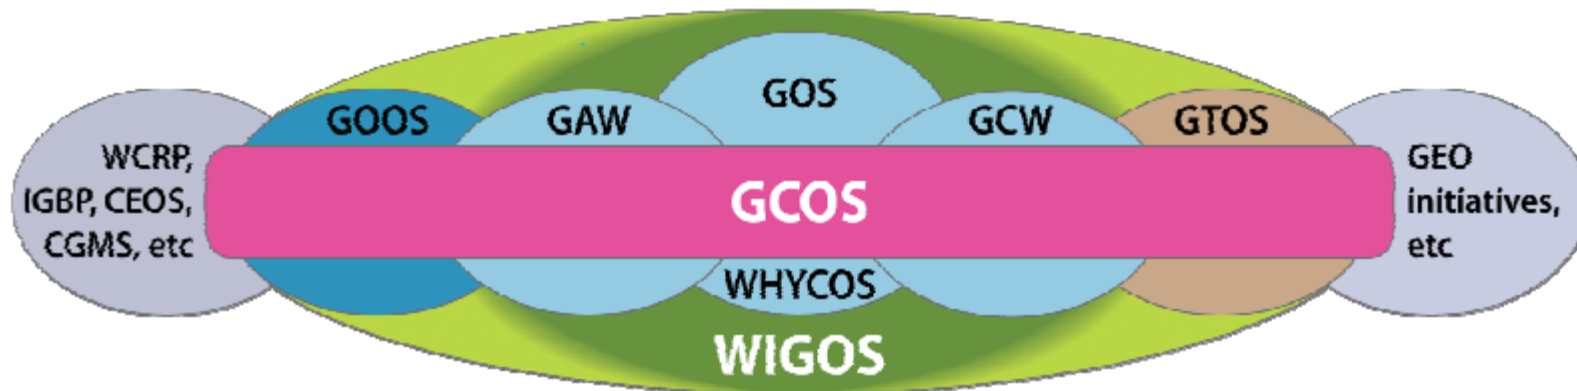 GOS
GOOS
GAW
GCW
GTOS
WCRP,
IGBP, CEOS,
CGMS, etc
GCOS
GEO
initiatives,
etc
WHYCOS
WIGOS